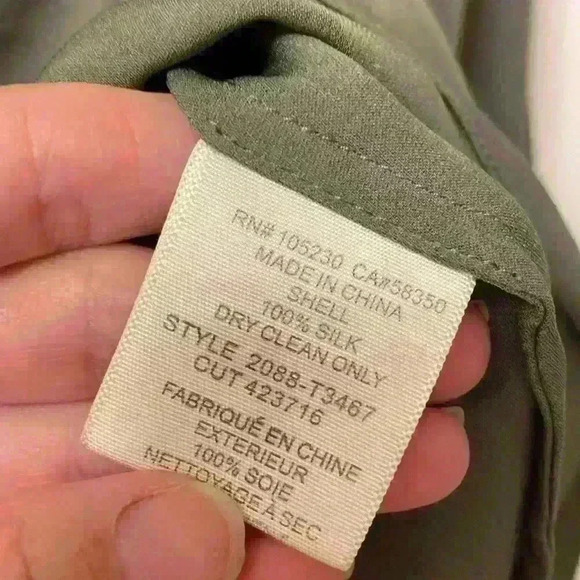 RN# 105230 CA#58350
MADE IN CHINA
SHELL
100% SILK
DRY CLEAN ONLY
STYLE 2088-T3467
CUT 423716
FABRIQUÉ EN CHINE
EXTERIEUR
100% SOIE
NETTOYAGE À SEC